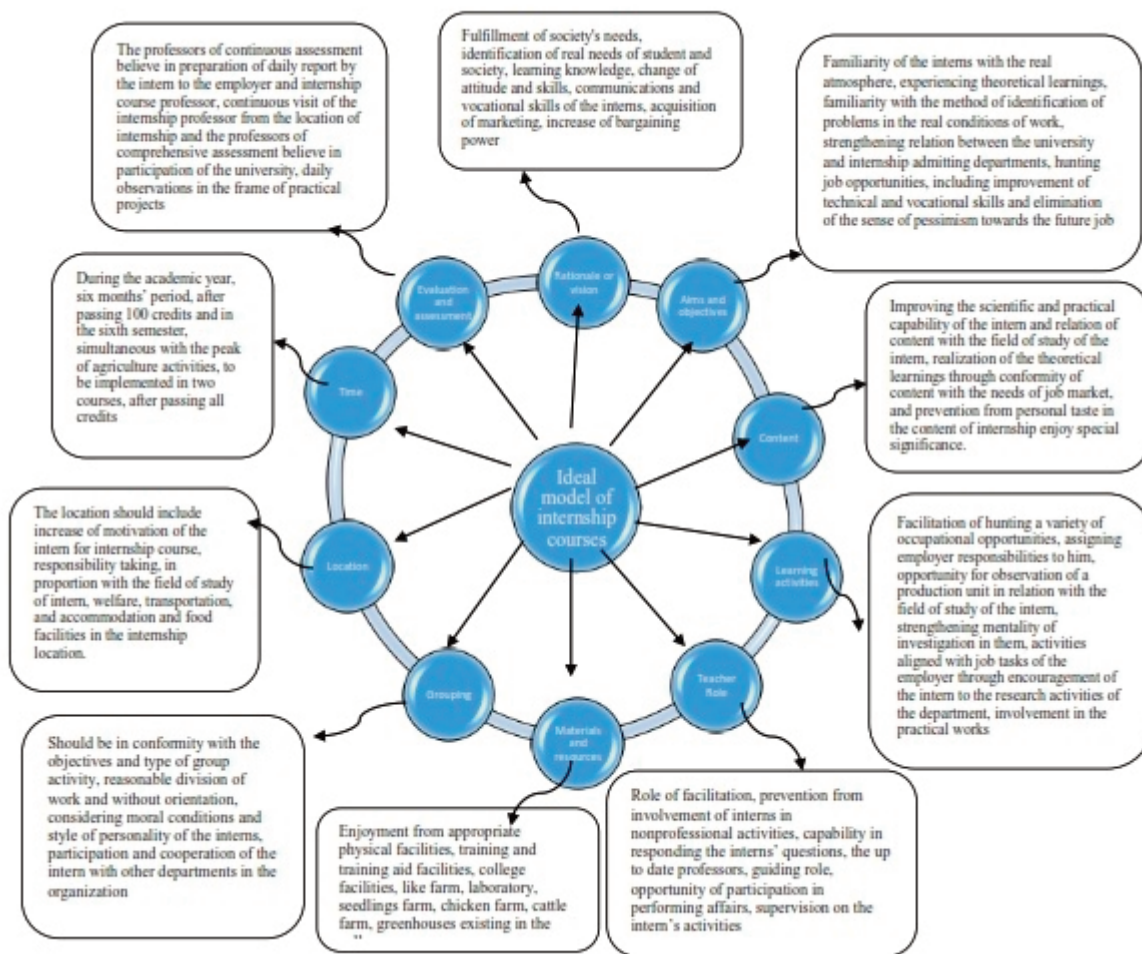 The professors of continuous assessment
believe in preparation of daily report by
the intern to the employer and internship
course professor, continuous visit of the
internship professor from the location of
internship and the professors of
comprehensive assessment believe in
participation of the university, daily
observations in the frame of practical
projects
Fulfillment of society's needs,
identification of real needs of student and
society, learning knowledge, change of
attitude and skills, communications and
vocational skills of the interns, acquisition
of marketing, increase of bargaining
power
Familiarity of the interns with the real
atmosphere, experiencing theoretical learnings,
familiarity with the method of identification of
problems in the real conditions of work,
strengthening relation between the university
and internship admitting departments, hunting
job opportunities, including improvement of
technical and vocational skills and elimination
of the sense of pessimism towards the future job
During the academic year,
six months' period, after
passing 100 credits and in
the sixth semester,
simultaneous with the peak
of agriculture activities, to
be implemented in two
courses, after passing all
credits
Evaluation
and
assessment
Rationale or
vision
Aims and
objectives
Improving the scientific and practical
capability of the intern and relation of
content with the field of study of the
intern, realization of the theoretical
learnings through conformity of
content with the needs of job market,
and prevention from personal taste in
the content of internship enjoy special
significance.
Time
Content
Ideal
model of
internship
courses
The location should include
increase of motivation of the
intern for internship course,
responsibility taking, in
proportion with the field of study
of intern, welfare, transportation,
and accommodation and food
facilities in the internship
location.
Location
Learning
activities
Facilitation of hunting a variety of
occupational opportunities, assigning
employer responsibilities to him,
opportunity for observation of a
production unit in relation with the
field of study of the intern,
strengthening mentality of
investigation in them, activities
aligned with job tasks of the
employer through encouragement of
the intern to the research activities of
the department, involvement in the
practical works
Grouping
Materials
and
resources
Teacher
Role
Should be in conformity with the
objectives and type of group
activity, reasonable division of
work and without orientation,
considering moral conditions and
style of personality of the interns,
participation and cooperation of the
intern with other departments in the
organization
Enjoyment from appropriate
physical facilities, training and
training aid facilities, college
facilities, like farm, laboratory,
seedlings farm, chicken farm, cattle
farm, greenhouses existing in the
Role of facilitation, prevention from
involvement of interns in
nonprofessional activities, capability in
responding the interns' questions, the up
to date professors, guiding role,
opportunity of participation in
performing affairs, supervision on the
intern's activities